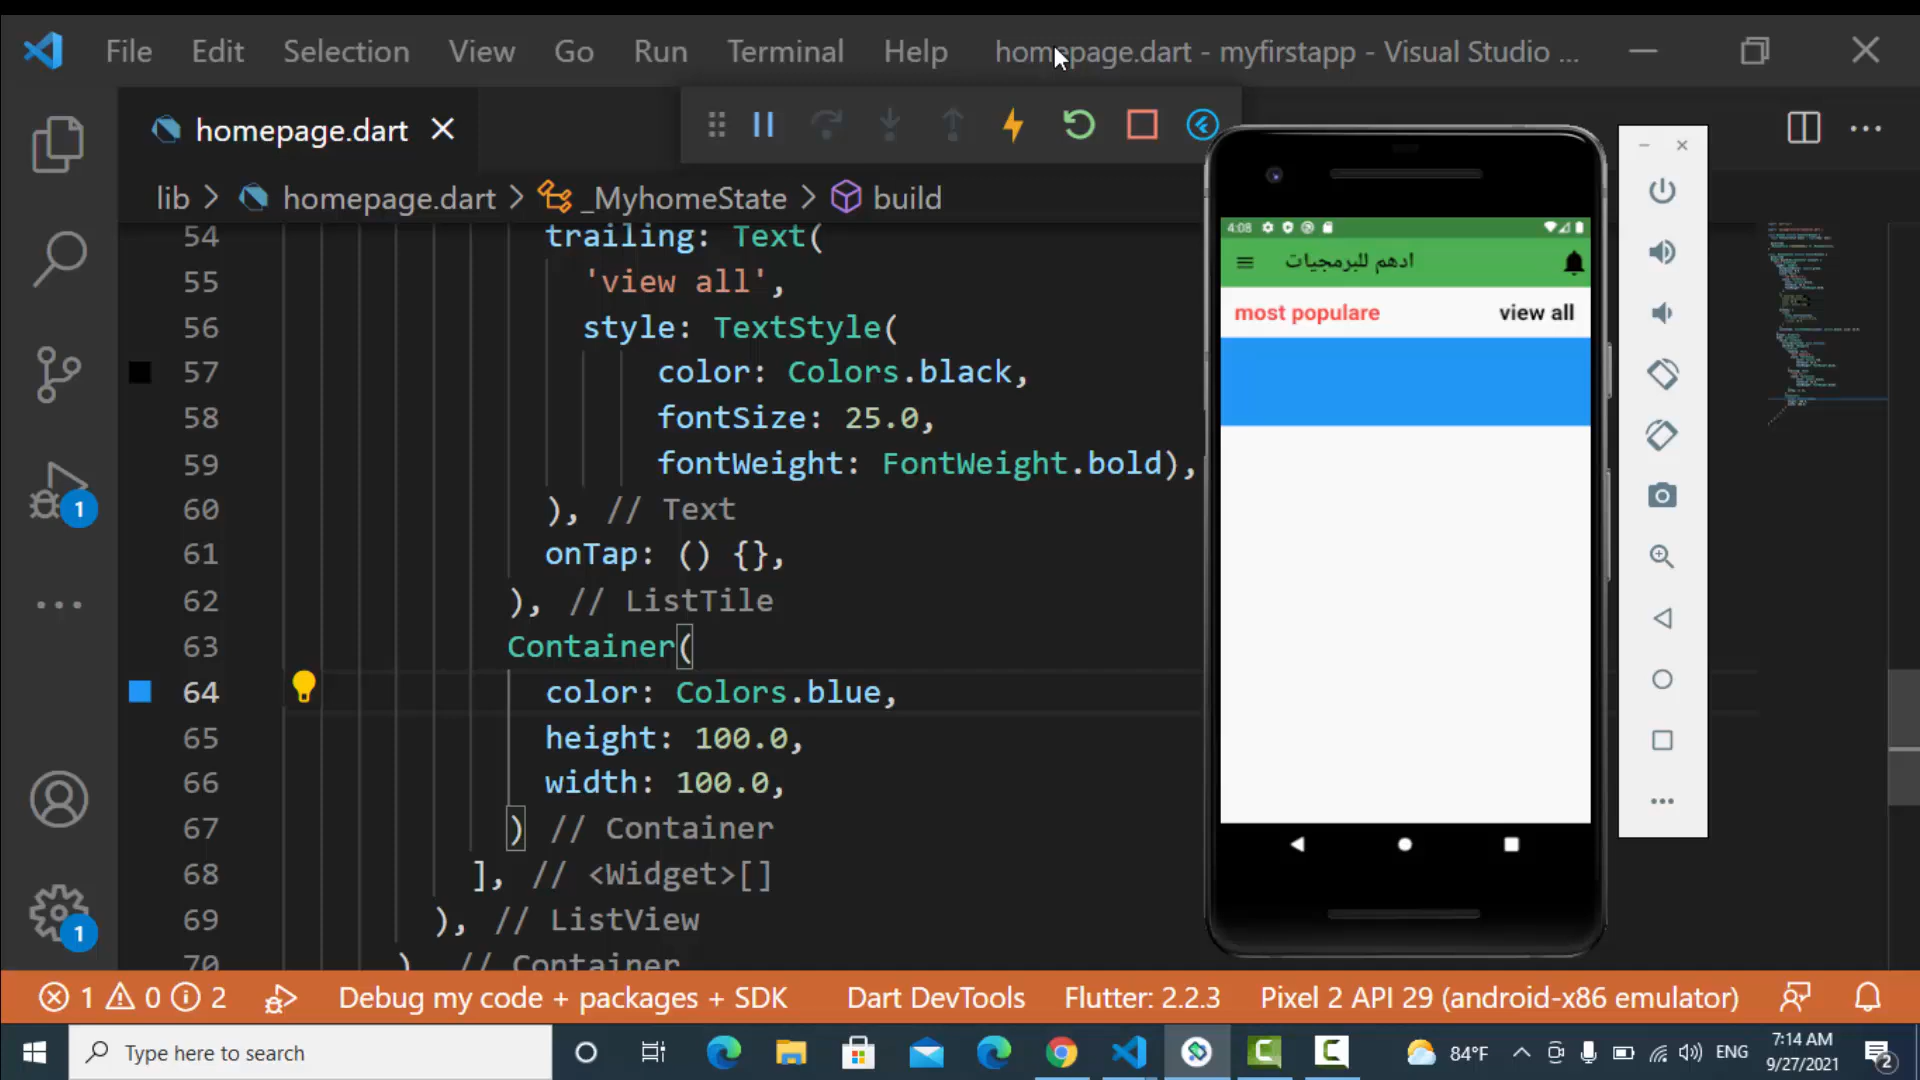 File Edit Selection View Go Run Terminal Help homepage.dart - myfirstapp - Visual Studio ...
homepage.dart
lib > homepage.dart > _MyhomeState > build
54 trailing: Text(
55 'view all',
56 style: TextStyle(
57 color: Colors.black,
58 fontSize: 25.0,
59 fontWeight: FontWeight.bold),
60 ), // Text
61 onTap: () {},
62 ), // ListTile
63 Container(
64 color: Colors.blue,
65 height: 100.0,
66 width: 100.0,
67 ) // Container
68 ], // <Widget>[]
69 ), // ListView
70 ) // Container
1
1
4:08
ادهم للبرمجيات
most populare view all
1 0 2 Debug my code + packages + SDK Dart DevTools Flutter: 2.2.3 Pixel 2 API 29 (android-x86 emulator)
Type here to search
84°F ENG 7:14 AM
9/27/2021
2